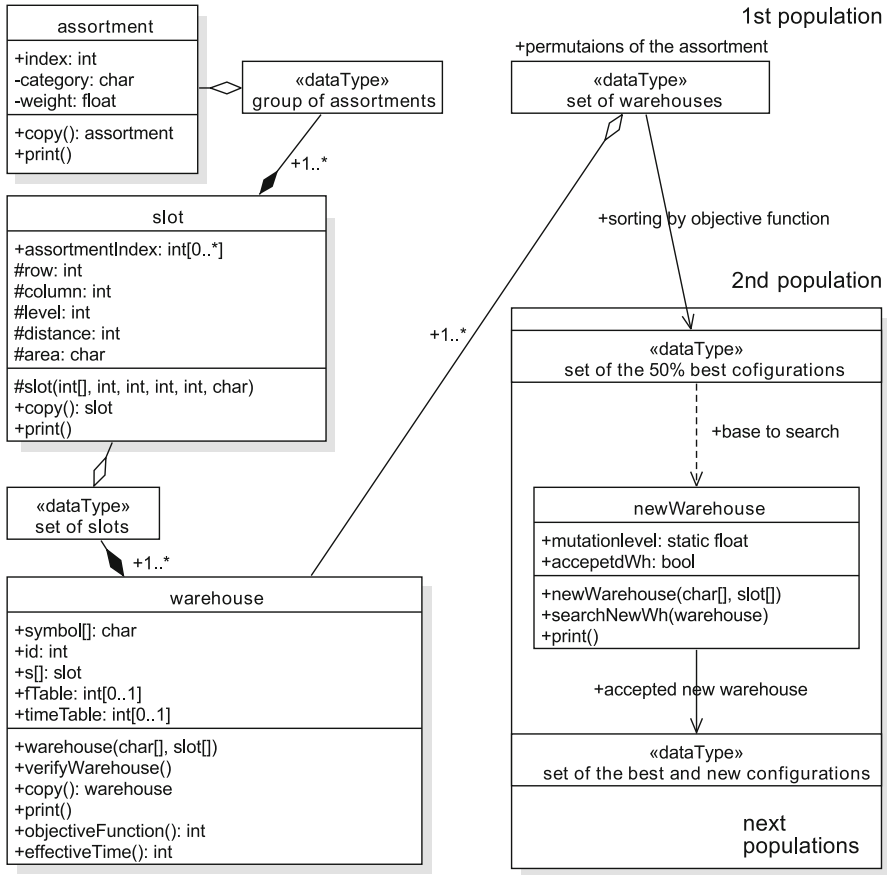 assortment
+index: int
-category: char
-weight: float
+copy(): assortment
+print()
«dataType»
group of assortments
+1..*
slot
+assortmentIndex: int[0..*]
#row: int
#column: int
#level: int
#distance: int
#area: char
#slot(int[], int, int, int, int, char)
+copy(): slot
+print()
«dataType»
set of slots
+1..*
warehouse
+symbol[]: char
+id: int
+s[]: slot
+fTable: int[0..1]
+timeTable: int[0..1]
+warehouse(char[], slot[])
+verifyWarehouse()
+copy(): warehouse
+print()
+objectiveFunction(): int
+effectiveTime(): int
+1..*
1st population
+permutaions of the assortment
«dataType»
set of warehouses
+sorting by objective function
2nd population
«dataType»
set of the 50% best cofigurations
+base to search
newWarehouse
+mutationlevel: static float
+accepetdWh: bool
+newWarehouse(char[], slot[])
+searchNewWh(warehouse)
+print()
+accepted new warehouse
«dataType»
set of the best and new configurations
next
populations